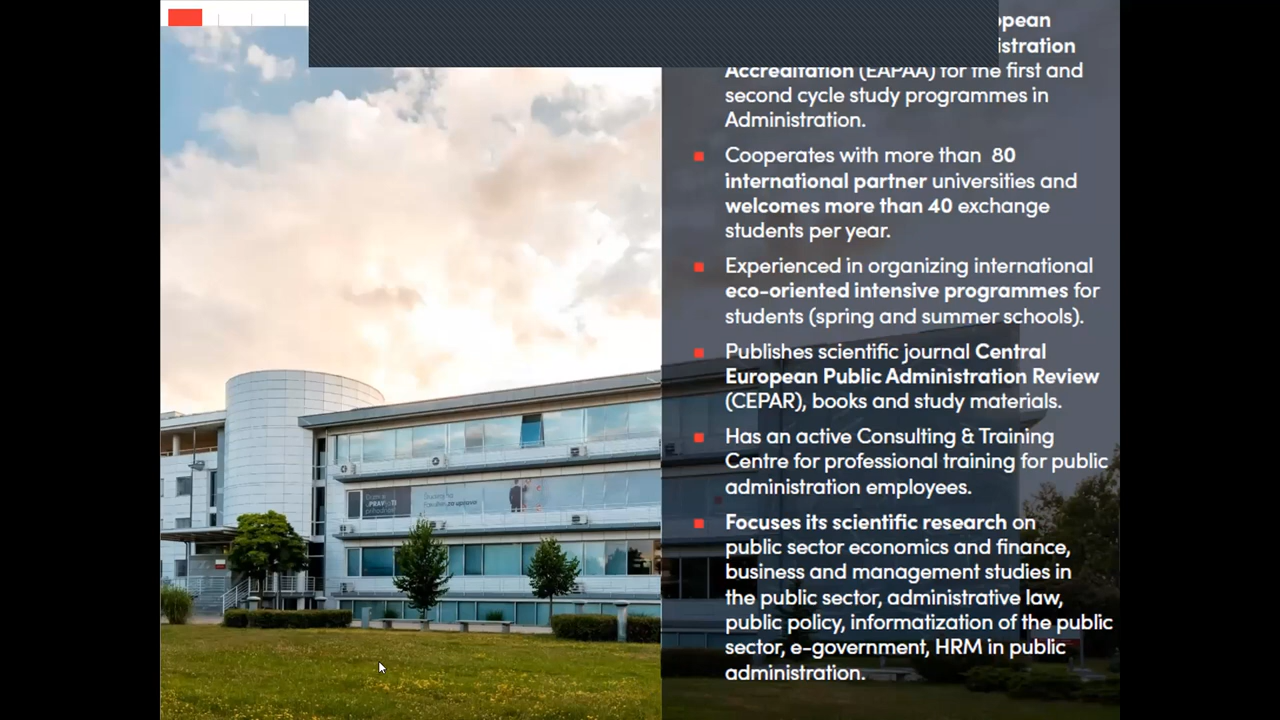 opean
istration
Accreditation (EAPAA) for the first and
second cycle study programmes in
Administration.
Cooperates with more than 80
international partner universities and
welcomes more than 40 exchange
students per year.
Experienced in organizing international
eco-oriented intensive programmes for
students (spring and summer schools).
Publishes scientific journal Central
European Public Administration Review
(CEPAR), books and study materials.
Has an active Consulting & Training
Centre for professional training for public
administration employees.
Focuses its scientific research on
public sector economics and finance,
business and management studies in
the public sector, administrative law,
public policy, informatization of the public
sector, e-government, HRM in public
administration.